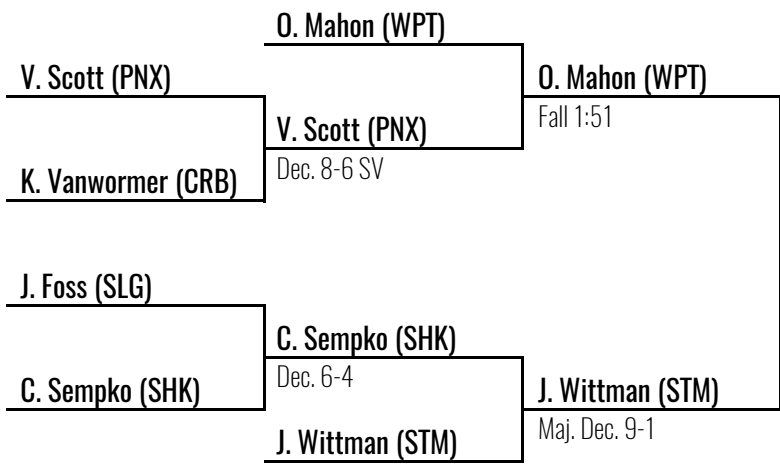 O. Mahon (WPT)
V. Scott (PNX)
O. Mahon (WPT)
Fall 1:51
V. Scott (PNX)
Dec. 8-6 SV
K. Vanwormer (CRB)
J. Foss (SLG)
C. Sempko (SHK)
Dec. 6-4
C. Sempko (SHK)
J. Wittman (STM)
Maj. Dec. 9-1
J. Wittman (STM)